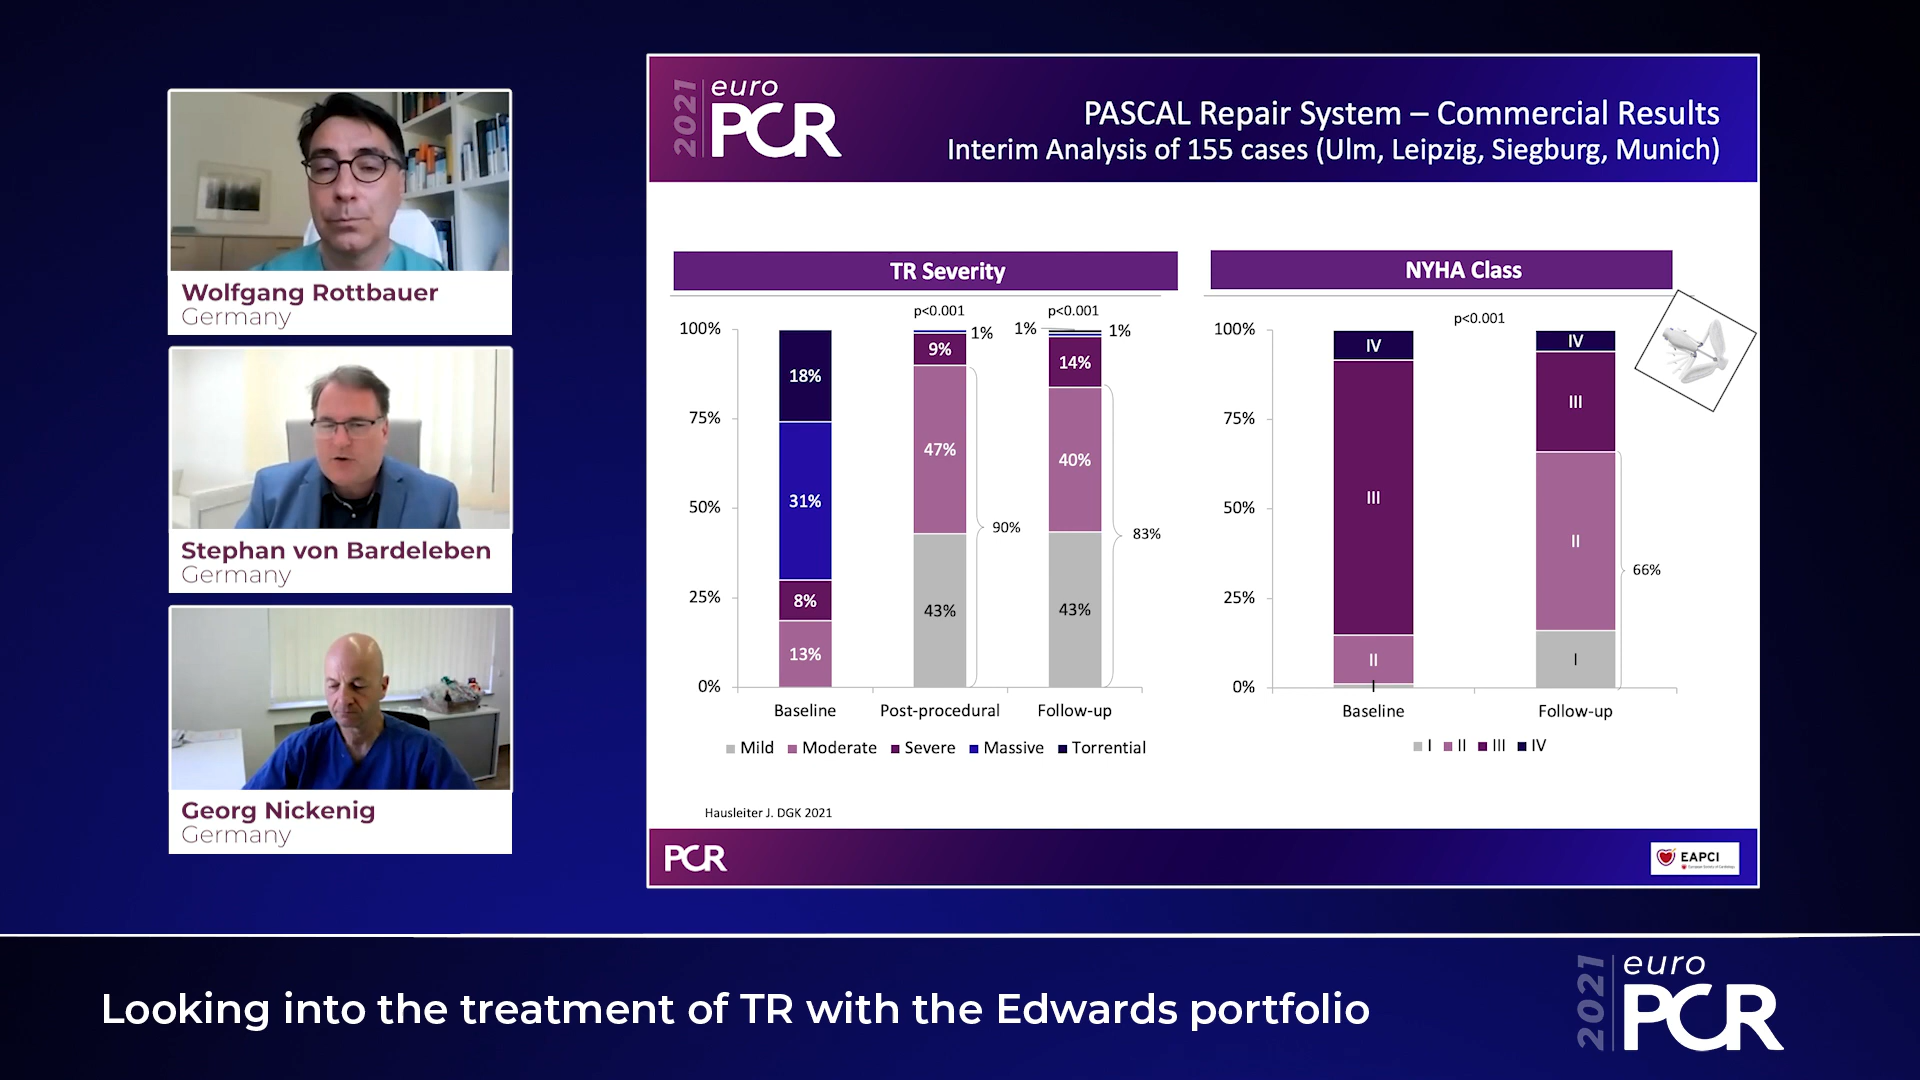 Wolfgang Rottbauer
Germany
Stephan von Bardeleben
Germany
Georg Nickenig
Germany
2021 euro
PCR
PASCAL Repair System – Commercial Results
Interim Analysis of 155 cases (Ulm, Leipzig, Siegburg, Munich)
TR Severity
p<0.001 p<0.001
100%
75%
50%
25%
0%
18%
31%
8%
13%
1%
9%
47%
43%
90%
1%
1%
14%
40%
43%
83%
Baseline Post-procedural Follow-up
Mild Moderate Severe Massive Torrential
NYHA Class
p<0.001
100%
75%
50%
25%
0%
IV
III
II
I
IV
III
II
I
66%
Baseline Follow-up
I II III IV
Hausleiter J. DGK 2021
PCR
EAPCI
Looking into the treatment of TR with the Edwards portfolio
2021 euro
PCR